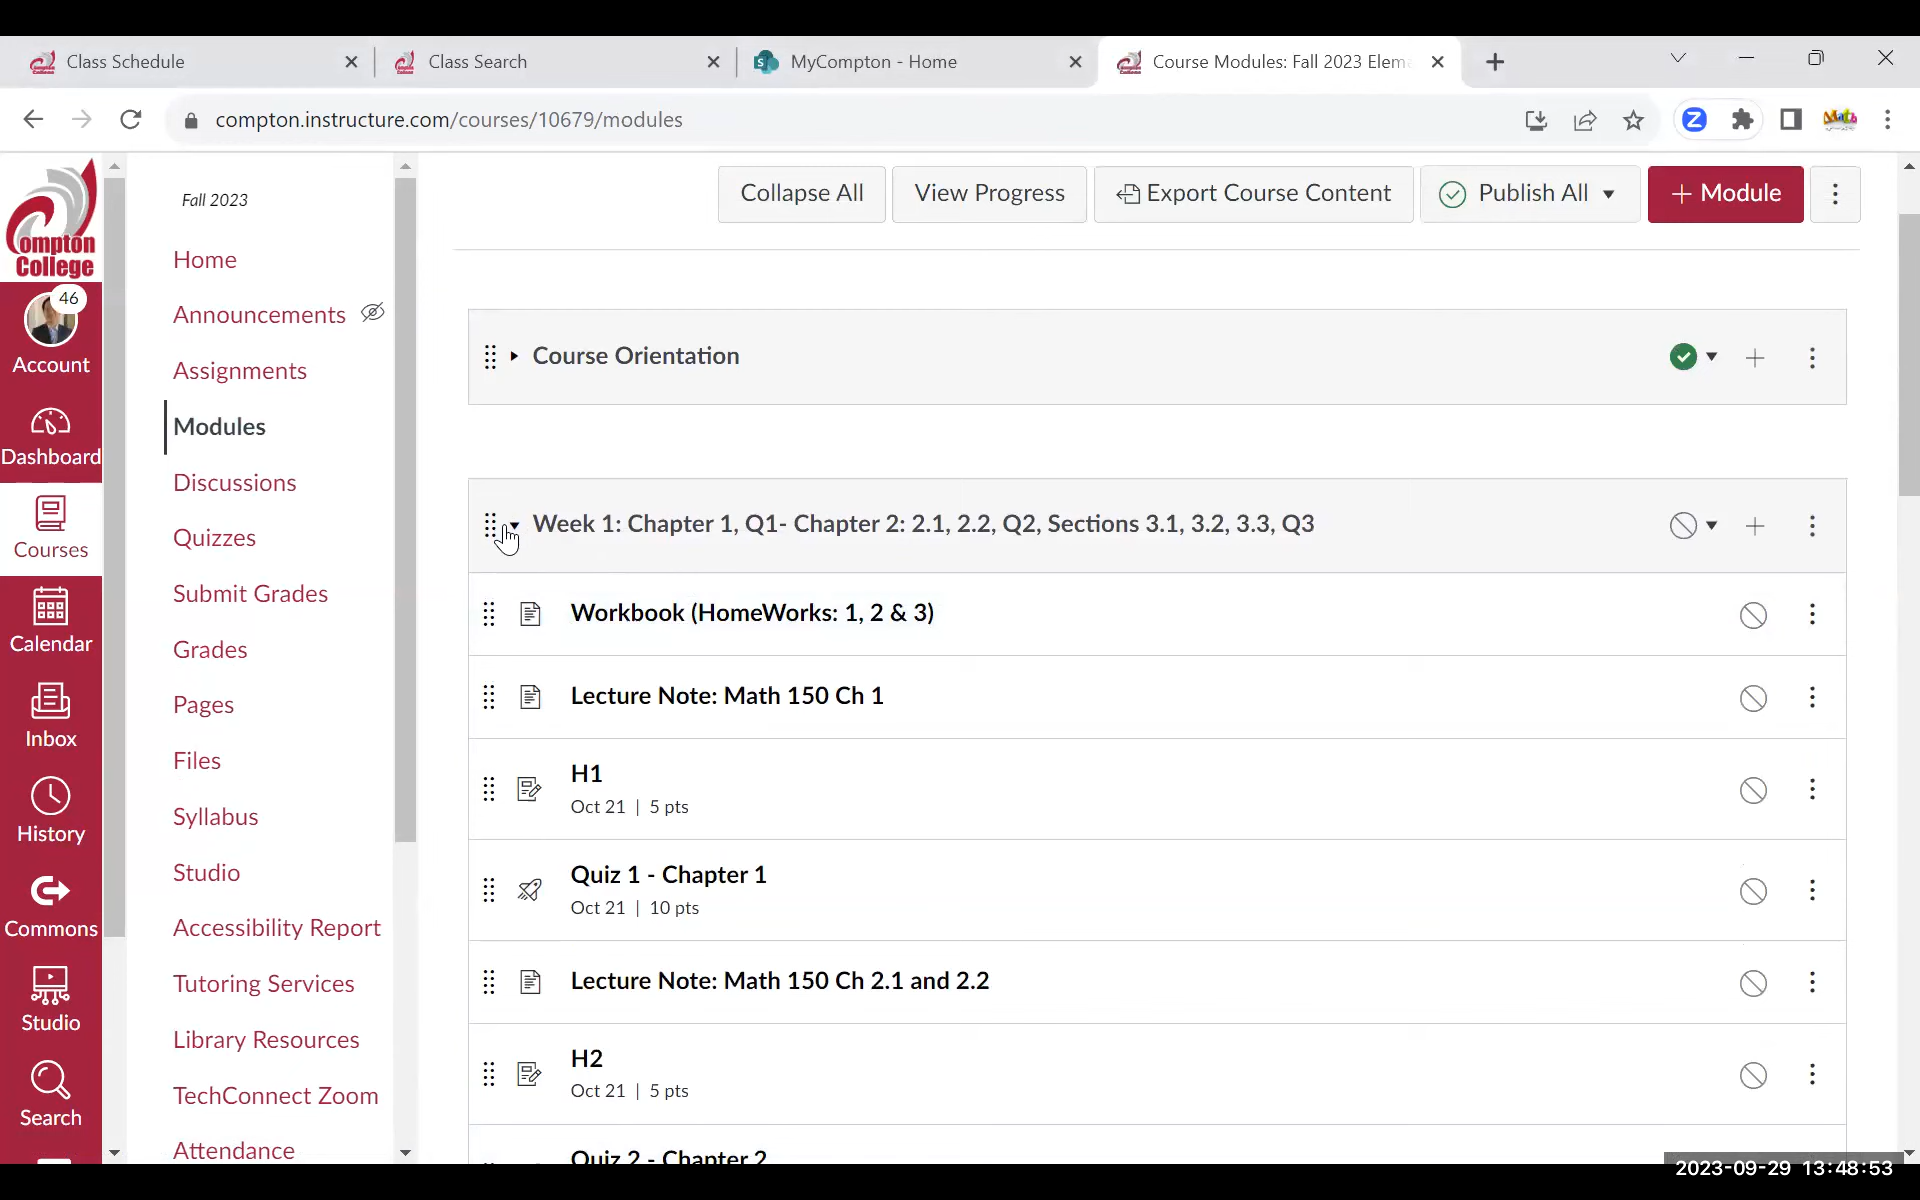 Class Schedule
Class Search
MyCompton - Home
Course Modules: Fall 2023 Elem
compton.instructure.com/courses/10679/modules
Compton
College
46
Account
Dashboard
Courses
Calendar
Inbox
History
Commons
Studio
Search
Fall 2023
Home
Announcements
Assignments
Modules
Discussions
Quizzes
Submit Grades
Grades
Pages
Files
Syllabus
Studio
Accessibility Report
Tutoring Services
Library Resources
TechConnect Zoom
Attendance
Collapse All
View Progress
Export Course Content
Publish All
+ Module
Course Orientation
Week 1: Chapter 1, Q1- Chapter 2: 2.1, 2.2, Q2, Sections 3.1, 3.2, 3.3, Q3
Workbook (HomeWorks: 1, 2 & 3)
Lecture Note: Math 150 Ch 1
H1
Oct 21 | 5 pts
Quiz 1 - Chapter 1
Oct 21 | 10 pts
Lecture Note: Math 150 Ch 2.1 and 2.2
H2
Oct 21 | 5 pts
Quiz 2 - Chapter 2
2023-09-29 13:48:53